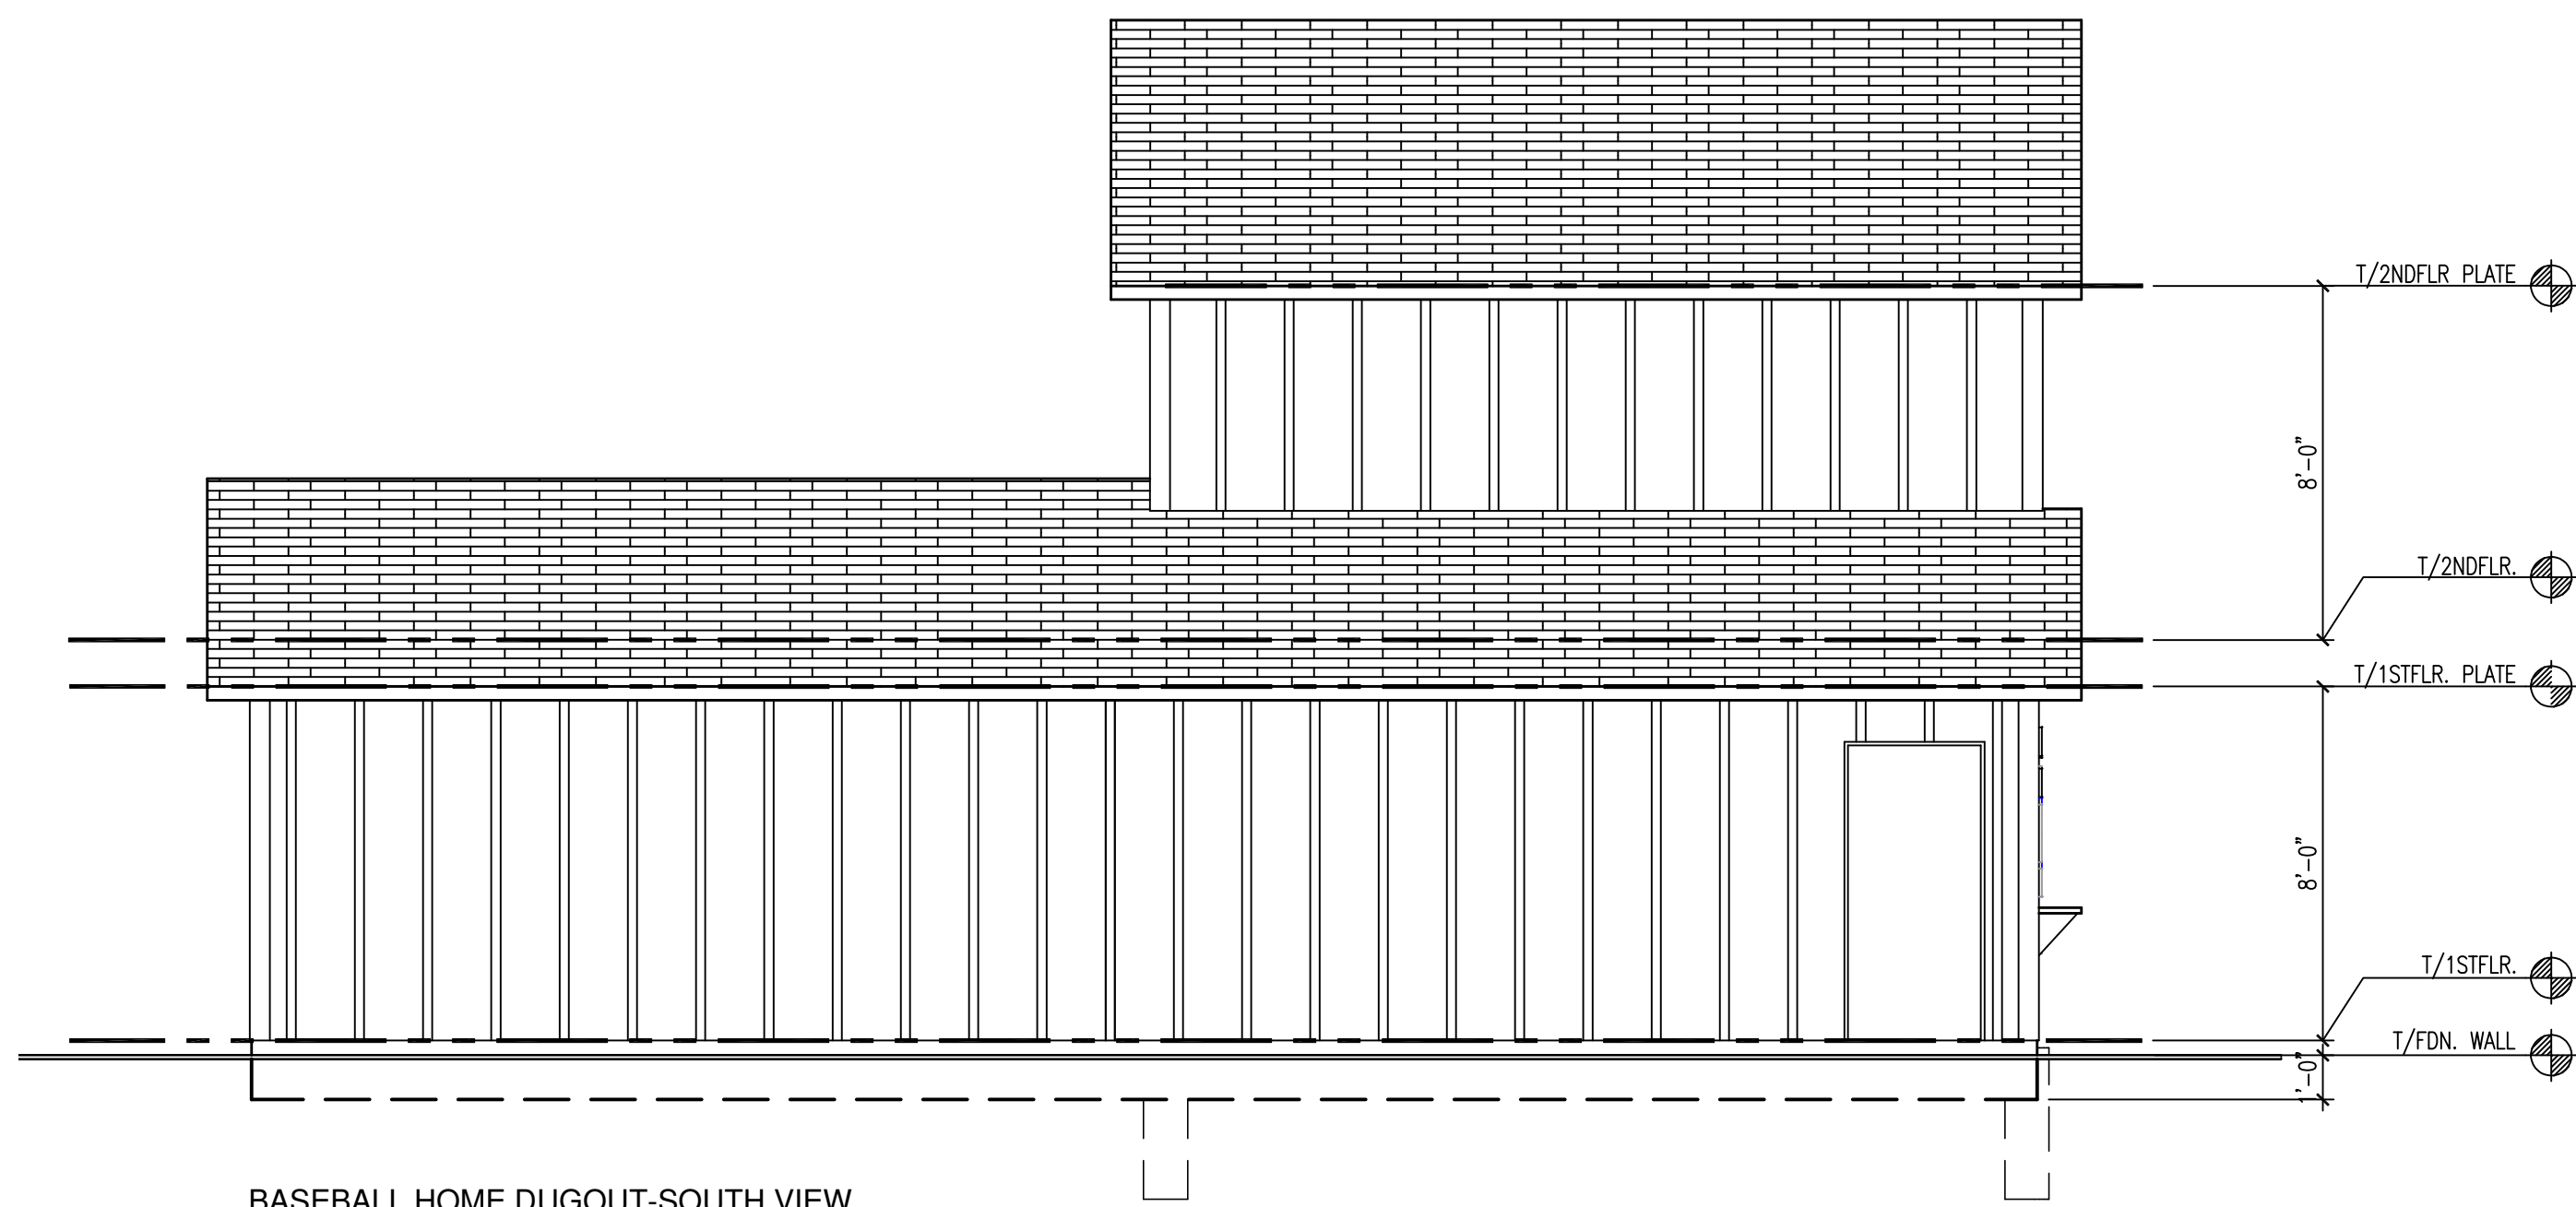 T/2NDFLR PLATE
8'-0"
T/2NDFLR.
T/1STFLR. PLATE
8'-0"
T/1STFLR.
T/FDN. WALL
1'-0"
BASEBALL HOME DUGOUT-SOUTH VIEW